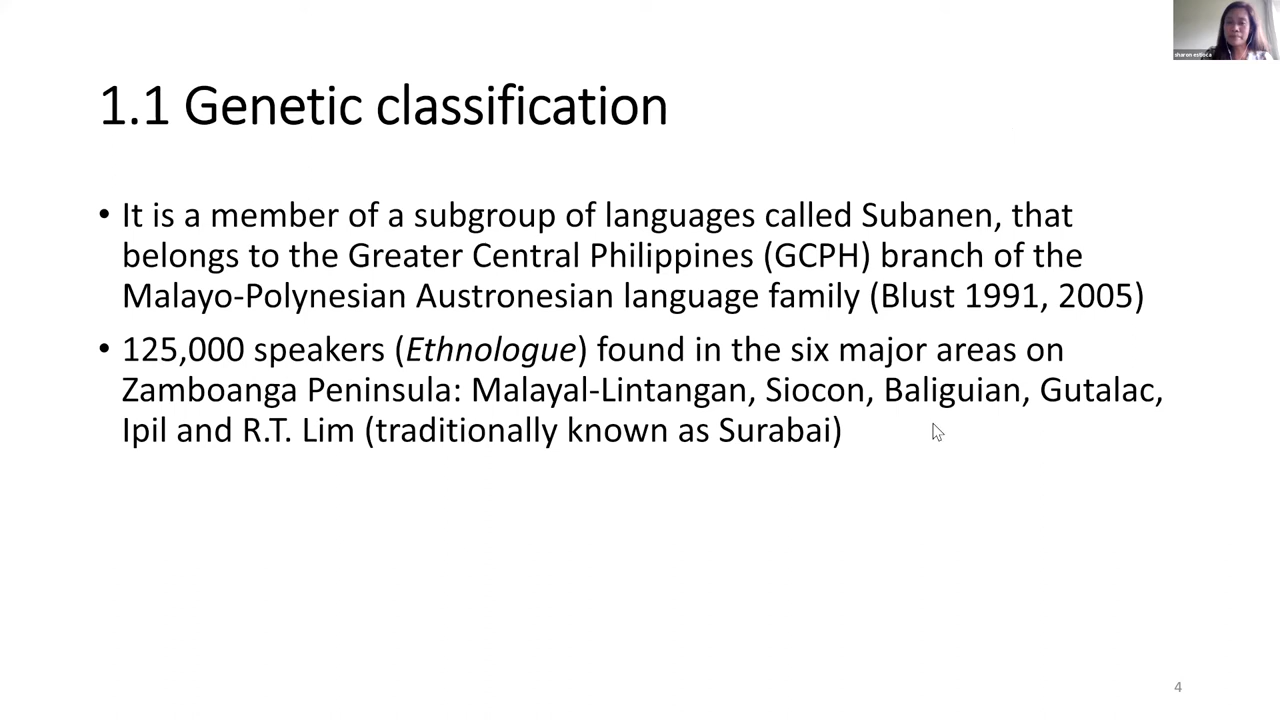 sharon estioca
1.1 Genetic classification
• It is a member of a subgroup of languages called Subanen, that
belongs to the Greater Central Philippines (GCPH) branch of the
Malayo-Polynesian Austronesian language family (Blust 1991, 2005)
• 125,000 speakers (Ethnologue) found in the six major areas on
Zamboanga Peninsula: Malayal-Lintangan, Siocon, Baliguian, Gutalac,
Ipil and R.T. Lim (traditionally known as Surabai)
4